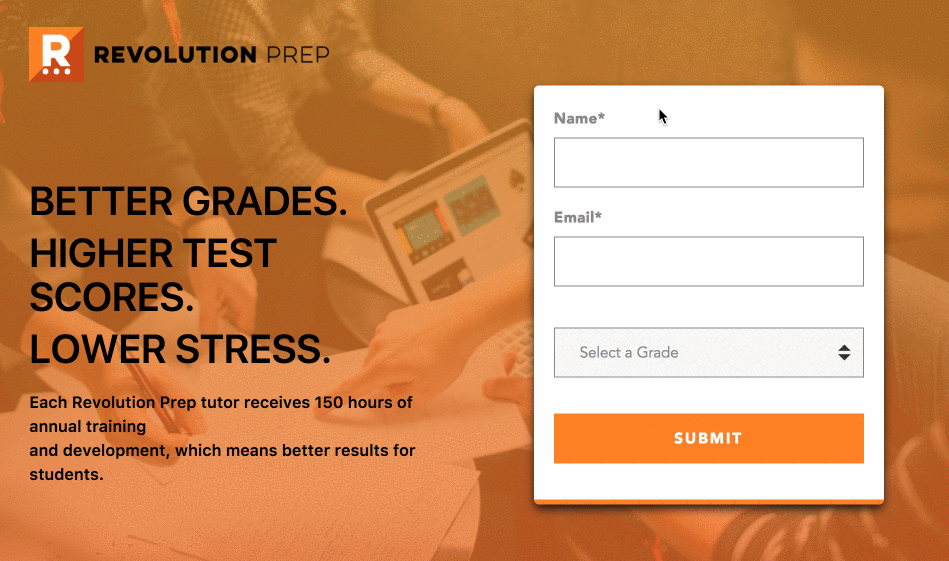 R
REVOLUTION PREP
BETTER GRADES.
HIGHER TEST
SCORES.
LOWER STRESS.
Each Revolution Prep tutor receives 150 hours of
annual training
and development, which means better results for
students.
Name*
Email*
Select a Grade
SUBMIT